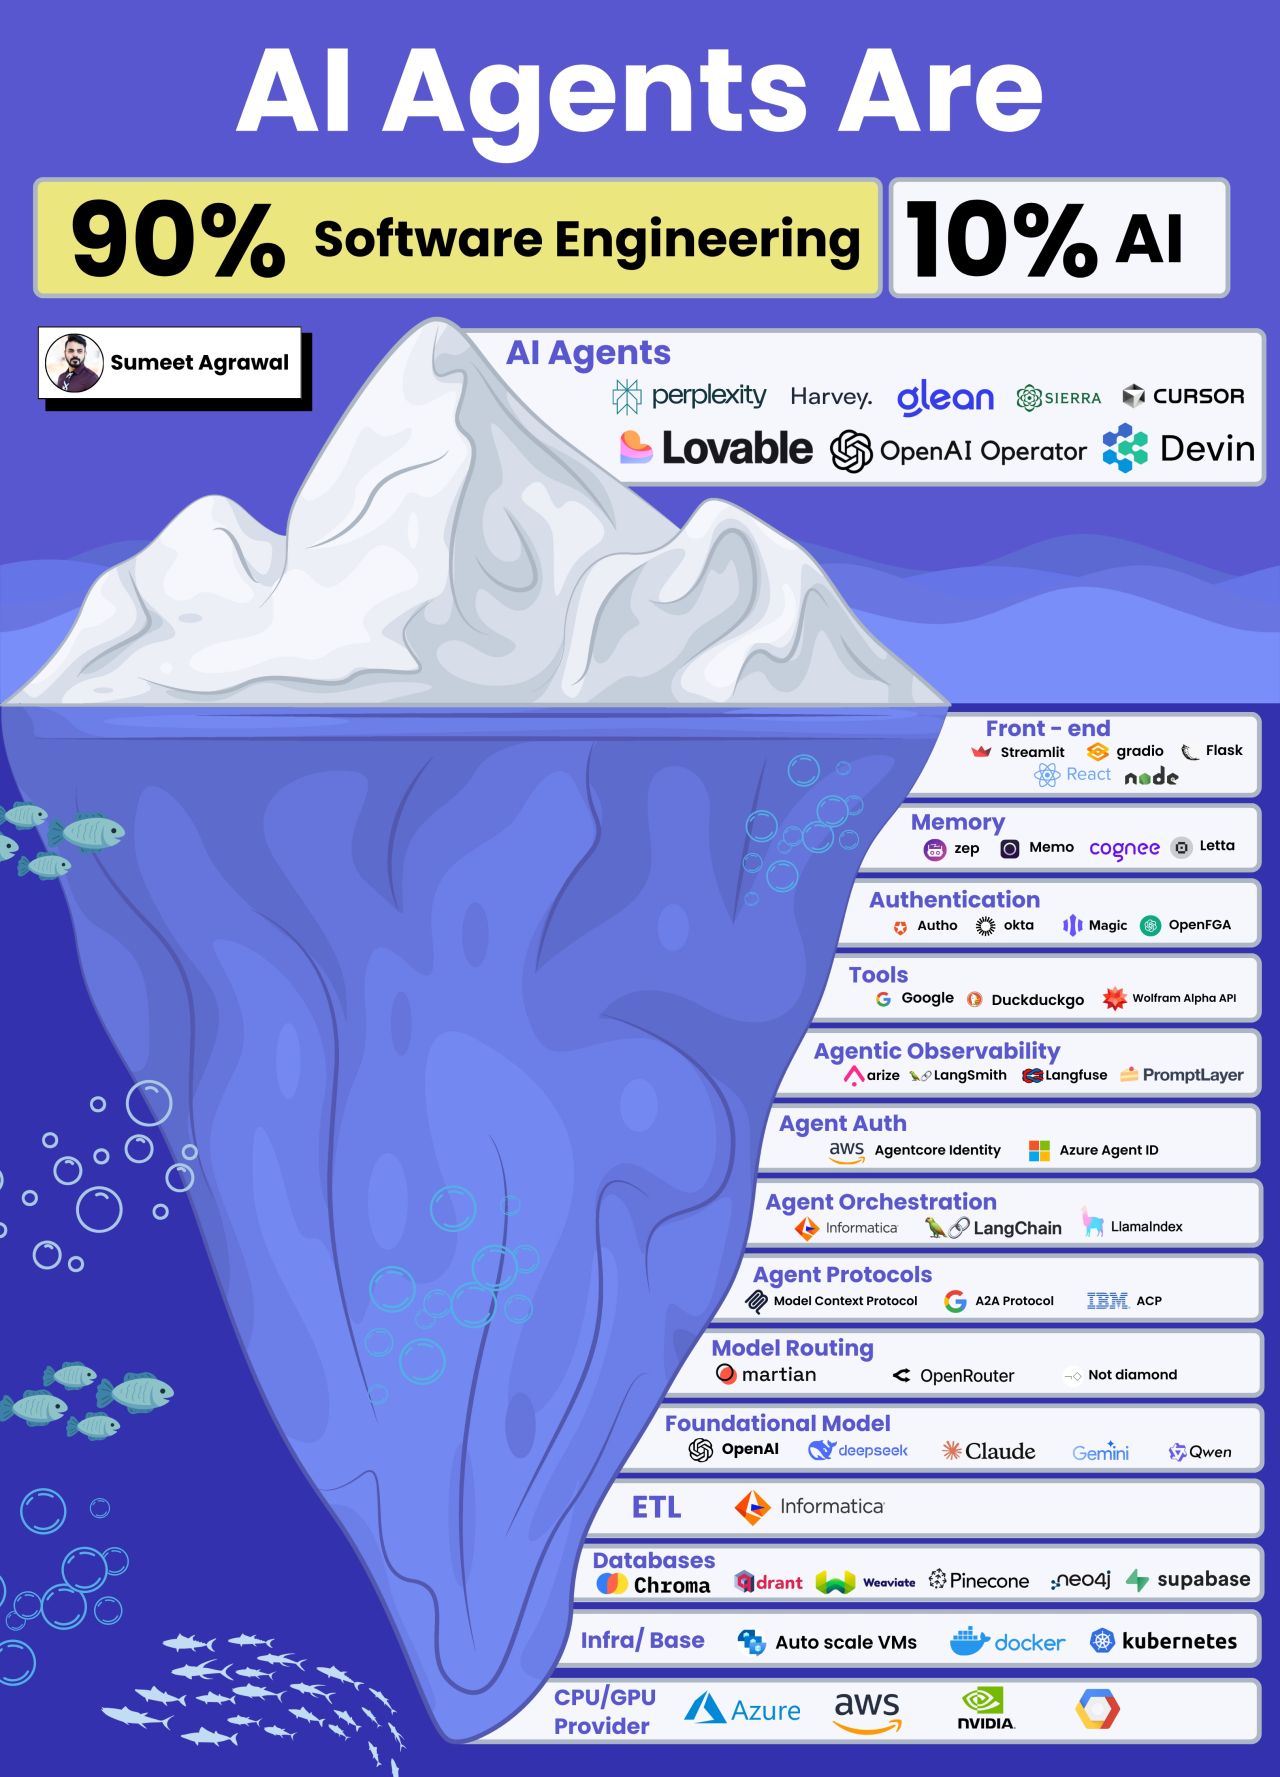 AI Agents Are
90% Software Engineering 10% AI
Sumeet Agrawal
AI Agents
perplexity Harvey. glean SIERRA CURSOR
Lovable OpenAI Operator Devin
Front - end
Streamlit gradio Flask
React node
Memory
zep Memo cognee Letta
Authentication
Autho okta Magic OpenFGA
Tools
Google Duckduckgo Wolfram Alpha API
Agentic Observability
arize LangSmith Langfuse PromptLayer
Agent Auth
aws Agentcore Identity Azure Agent ID
Agent Orchestration
Informatica LangChain LlamaIndex
Agent Protocols
Model Context Protocol A2A Protocol IBM ACP
Model Routing
martian OpenRouter Not diamond
Foundational Model
OpenAI deepseek Claude Gemini Qwen
ETL Informatica
Databases
Chroma qdrant Weaviate Pinecone neo4j supabase
Infra/ Base Auto scale VMs docker kubernetes
CPU/GPU
Provider Azure aws NVIDIA.